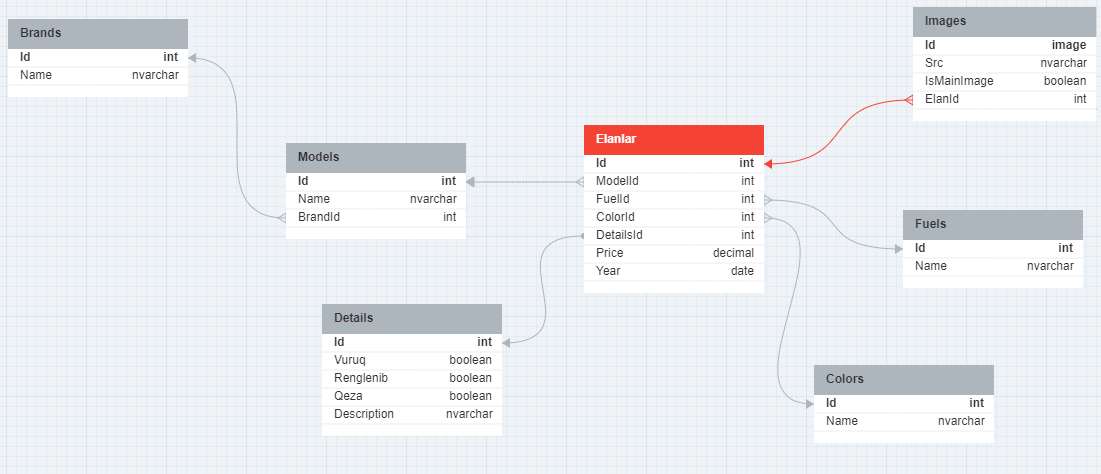 Brands
Id int
Name nvarchar
Models
Id int
Name nvarchar
BrandId int
Details
Id int
Vuruq boolean
Renglenib boolean
Qeza boolean
Description nvarchar
Elanlar
Id int
ModelId int
FuelId int
ColorId int
DetailsId int
Price decimal
Year date
Images
Id image
Src nvarchar
IsMainImage boolean
ElanId int
Fuels
Id int
Name nvarchar
Colors
Id int
Name nvarchar